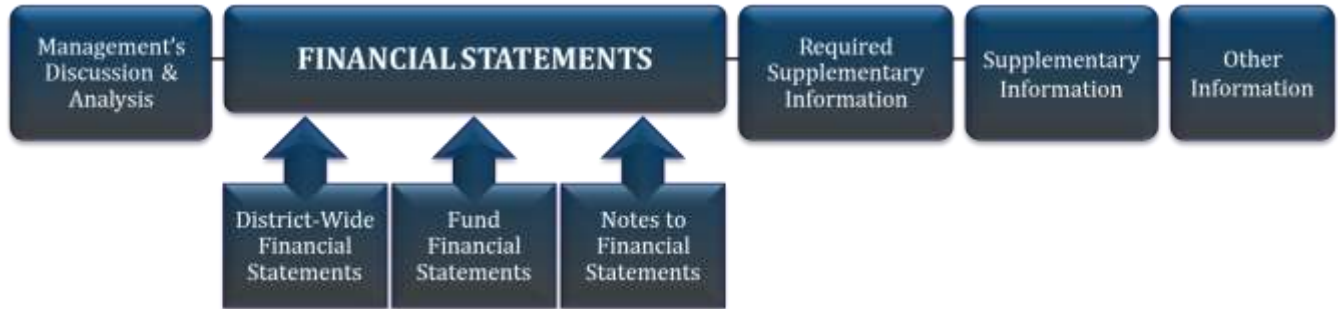 Management's
Discussion &
Analysis
FINANCIAL STATEMENTS
Required
Supplementary
Information
Supplementary
Information
Other
Information
District-Wide
Financial
Statements
Fund
Financial
Statements
Notes to
Financial
Statements